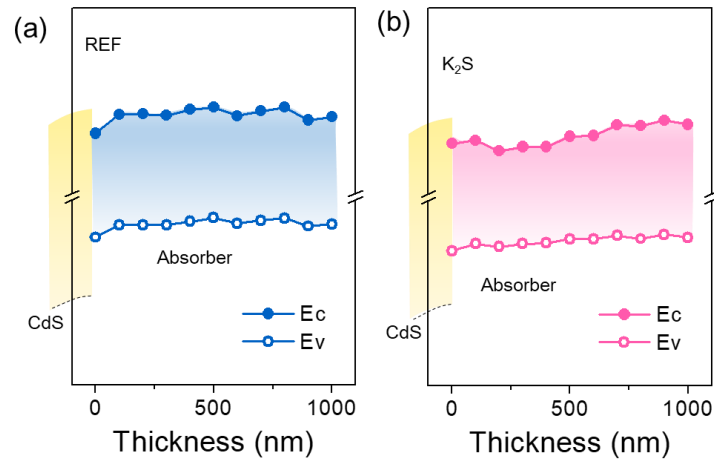 (a)
REF
Absorber
CdS
Ec
Ev
0
500
1000
Thickness (nm)
(b)
K₂S
Absorber
CdS
Ec
Ev
0
500
1000
Thickness (nm)